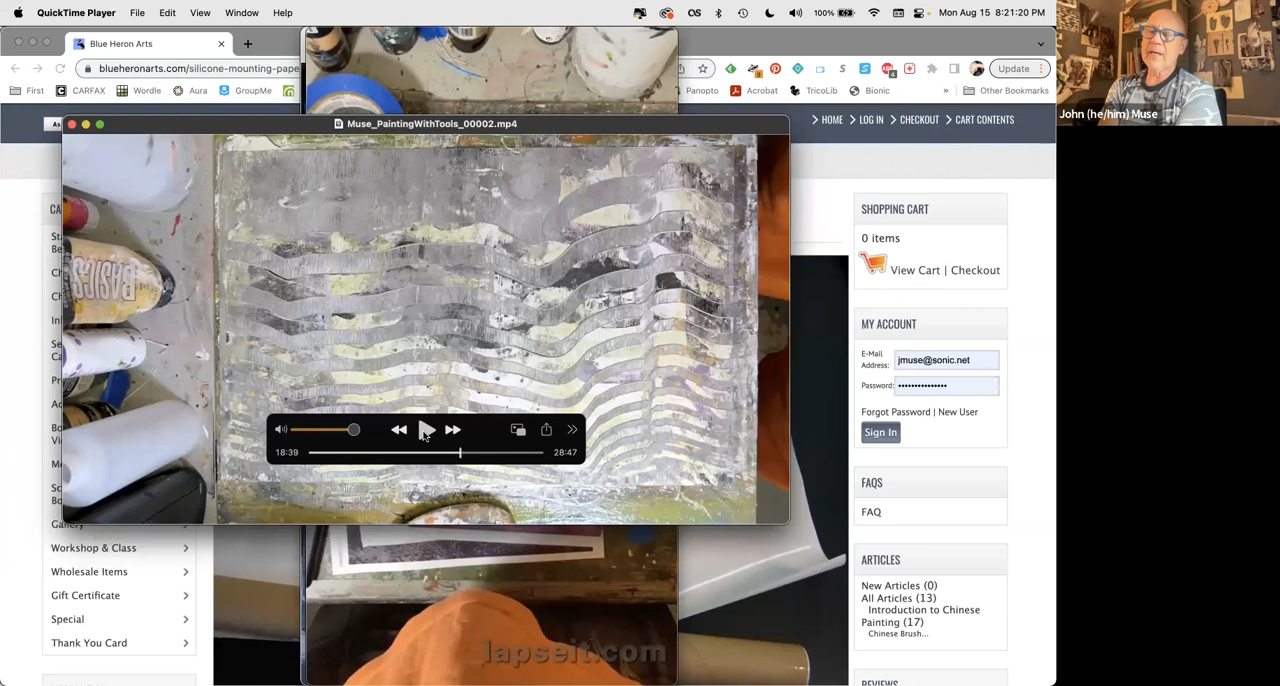 QuickTime Player File Edit View Window Help
100% Mon Aug 15 8:21:20 PM
Blue Heron Arts
blueheronarts.com/silicone-mounting-pape
Update
First CARFAX Wordle Aura GroupMe Panopto Acrobat TricoLib Bionic » Other Bookmarks
HOME LOG IN CHECKOUT CART CONTENTS
Muse_PaintingWithTools_00002.mp4
John (he/him) Muse
BASICS
18:39 28:47
SHOPPING CART
0 items
View Cart | Checkout
MY ACCOUNT
E-Mail Address: jmuse@sonic.net
Password: •••••••••••••••
Forgot Password | New User
Sign In
FAQS
FAQ
ARTICLES
New Articles (0)
All Articles (13)
Introduction to Chinese
Painting (17)
Chinese Brush...
REVIEWS
Gallery
Workshop & Class
Wholesale Items
Gift Certificate
Special
Thank You Card
lapseit.com